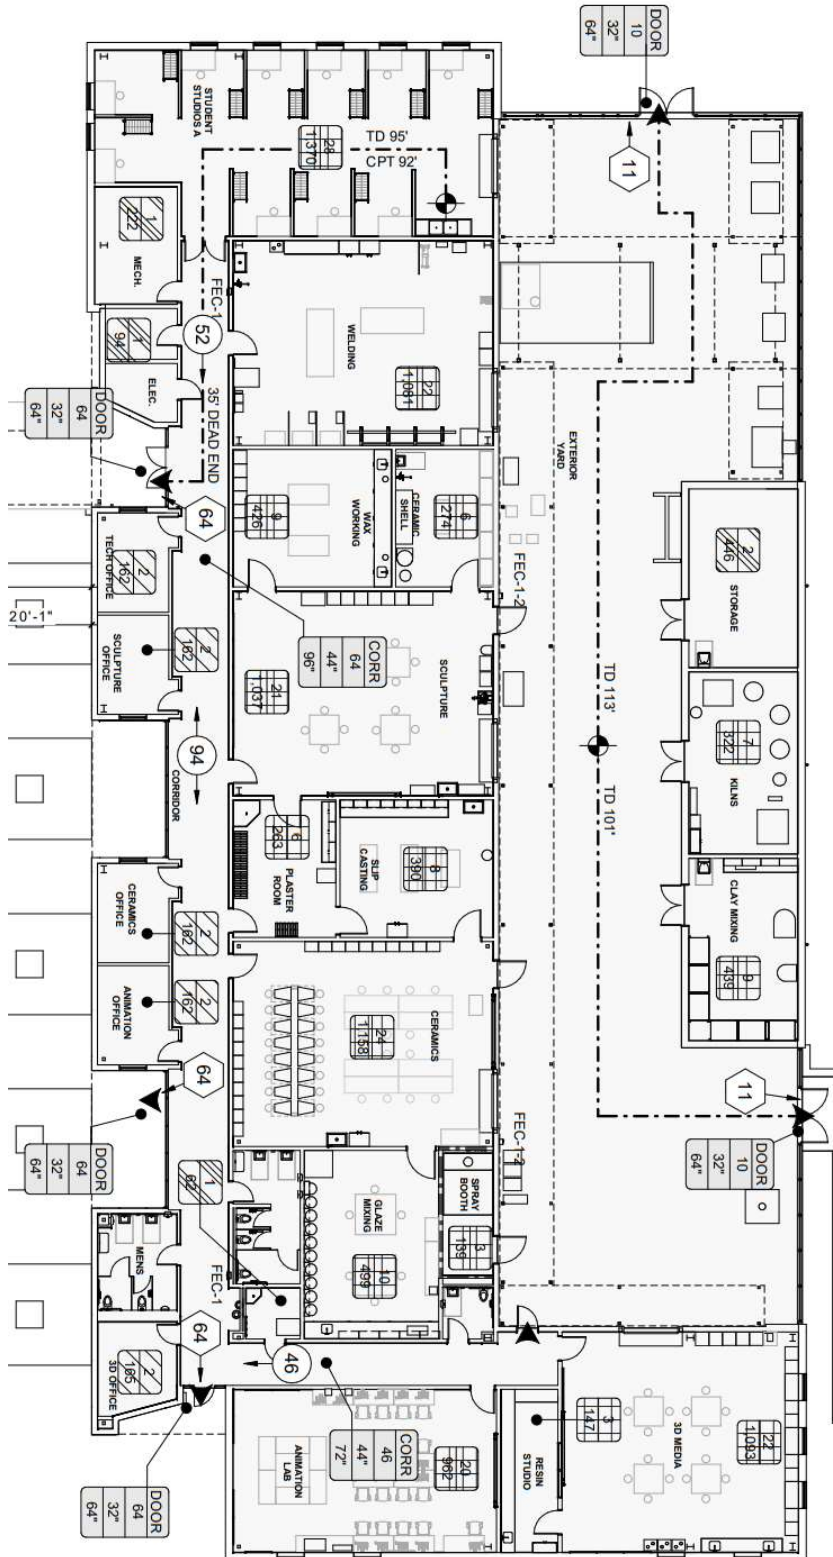 DOOR
10
32"
64"
11
STUDENT
STUDIOS A
28
1,370
TD 95'
CPT 92'
1
222
MECH.
FEC-1
52
1
94
ELEC.
35' DEAD END
DOOR
64
32"
64"
64
WELDING
22
1,081
EXTERIOR
YARD
9
426
WAX
WORKING
CERAMIC
SHELL
6
274
FEC-1-2
2
446
STORAGE
TECH OFFICE
2
162
20'-1"
SCULPTURE
OFFICE
2
162
CORR
64
44"
96"
21
1,037
SCULPTURE
TD 113'
7
322
KILNS
94
CORRIDOR
TD 101'
6
263
PLASTER
ROOM
SLIP
CASTING
8
390
CLAY MIXING
9
439
CERAMICS
OFFICE
2
162
ANIMATION
OFFICE
2
162
24
1,158
CERAMICS
64
DOOR
64
32"
64"
11
DOOR
10
32"
64"
FEC-1-2
1
62
GLAZE
MIXING
10
499
SPRAY
BOOTH
3
139
MENS
FEC-1
64
46
3D OFFICE
2
165
CORR
46
44"
72"
ANIMATION
LAB
20
962
3
147
RESIN
STUDIO
3D MEDIA
22
1,093
DOOR
64
32"
64"